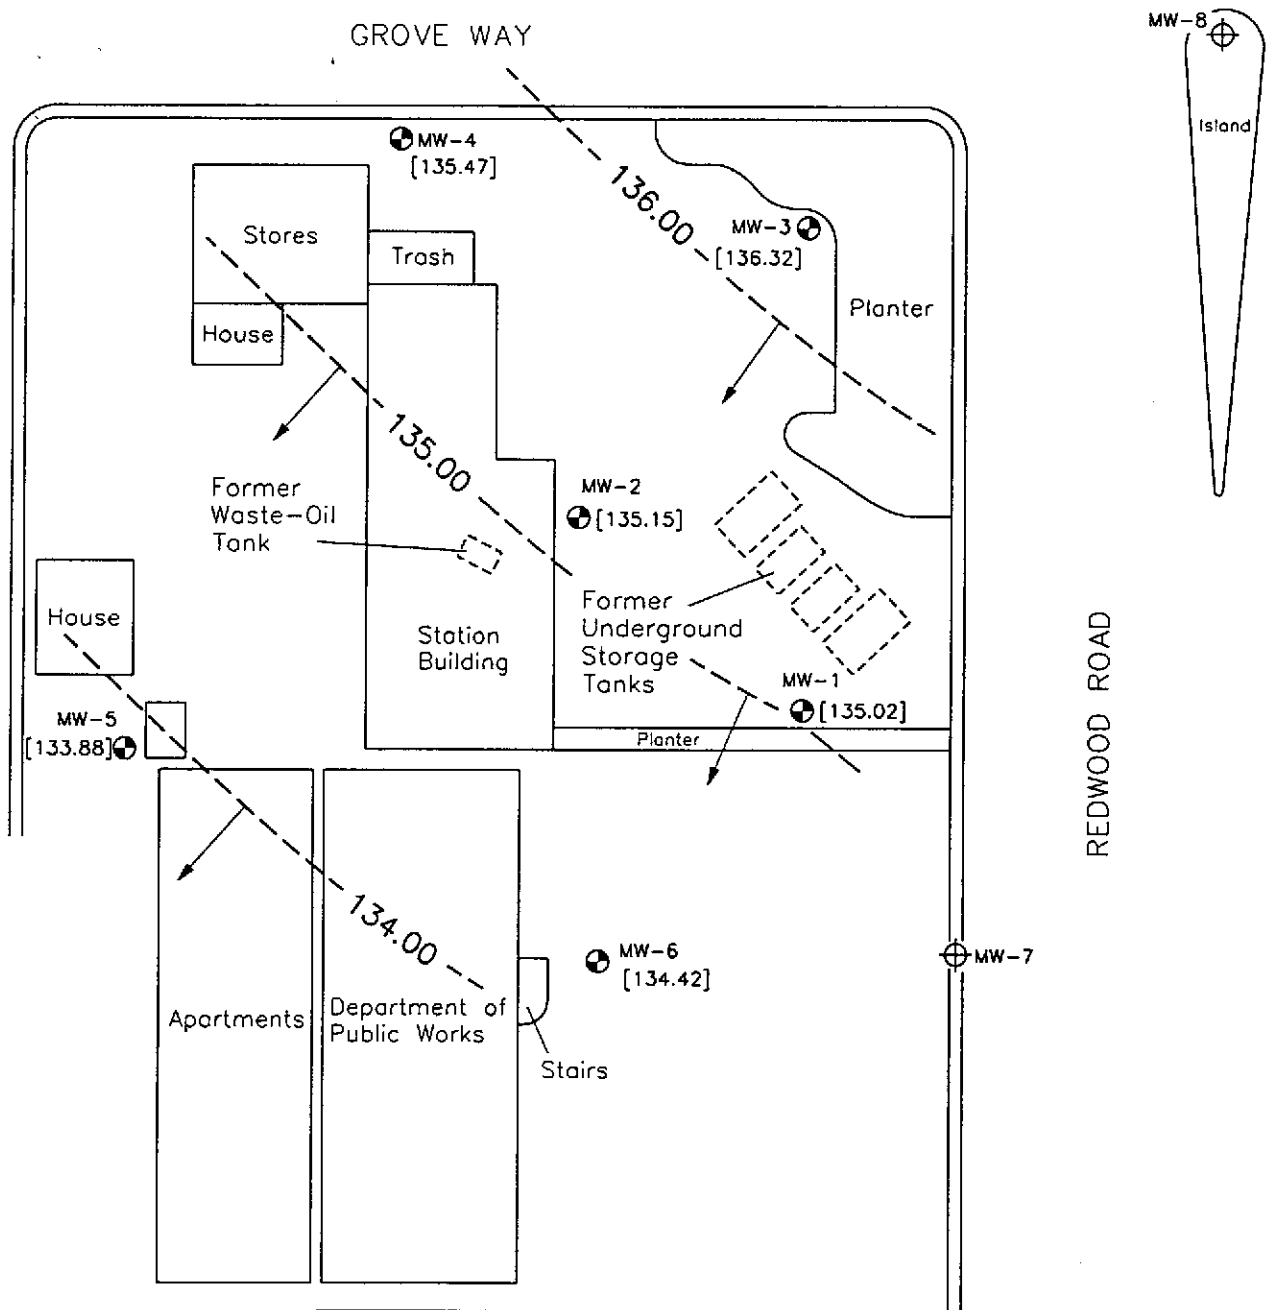 MW-8
GROVE WAY
Island
MW-4
[135.47]
136.00
MW-3
[136.32]
Stores
Trash
House
Planter
135.00
Former
Waste-Oil
Tank
MW-2
[135.15]
House
Former
Underground
Storage
Tanks
Station
Building
REDWOOD ROAD
MW-1
[135.02]
MW-5
[133.88]
Planter
134.00
MW-6
[134.42]
MW-7
Apartments
Department of
Public Works
Stairs